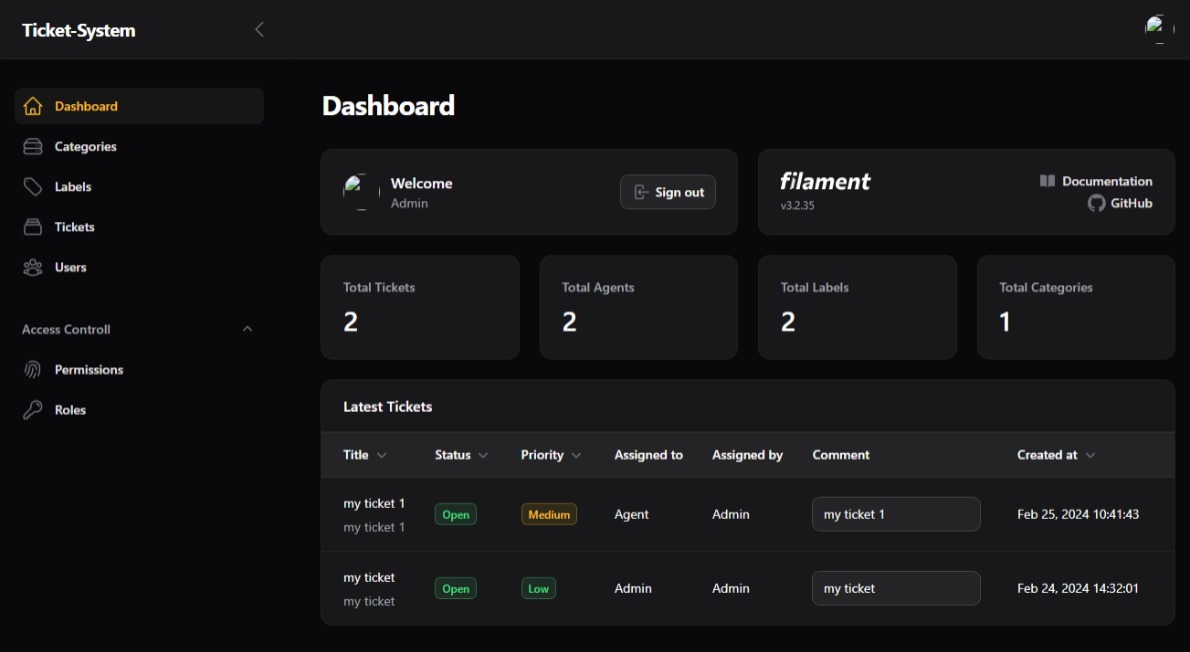 Ticket-System
Dashboard
Categories
Labels
Tickets
Users
Access Controll
Permissions
Roles
Dashboard
Welcome
Admin
Sign out
filament
v3.2.35
Documentation
GitHub
Total Tickets
2
Total Agents
2
Total Labels
2
Total Categories
1
Latest Tickets
Title Status Priority Assigned to Assigned by Comment Created at
my ticket 1
my ticket 1
Open Medium Agent Admin my ticket 1 Feb 25, 2024 10:41:43
my ticket
my ticket
Open Low Admin Admin my ticket Feb 24, 2024 14:32:01